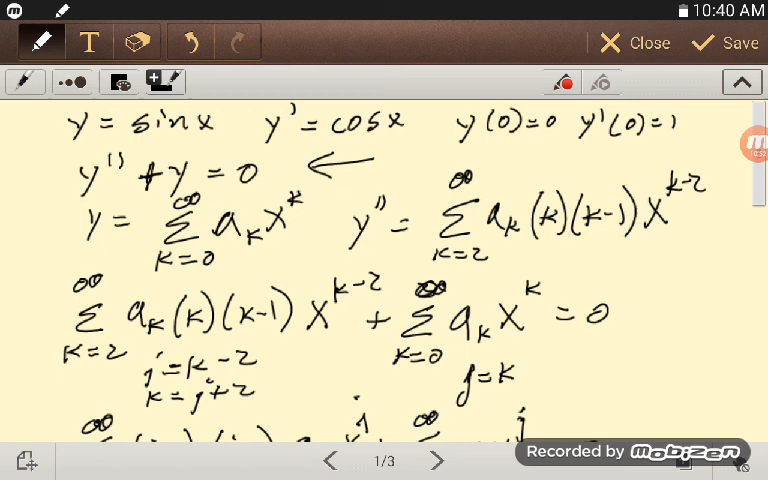 10:40 AM
T Close Save
y = sin x y' = cos x y(0)=0 y'(0)=1
y'' + y = 0 ←
y = ∑_{k=0}^{∞} a_k x^k y'' = ∑_{k=2}^{∞} a_k (k)(k-1) x^{k-2}
∑_{k=2}^{∞} a_k (k)(k-1) x^{k-2} + ∑_{k=0}^{∞} a_k x^k = 0
j = k-2 j = k
k = j+2
Recorded by
mobizen
1/3